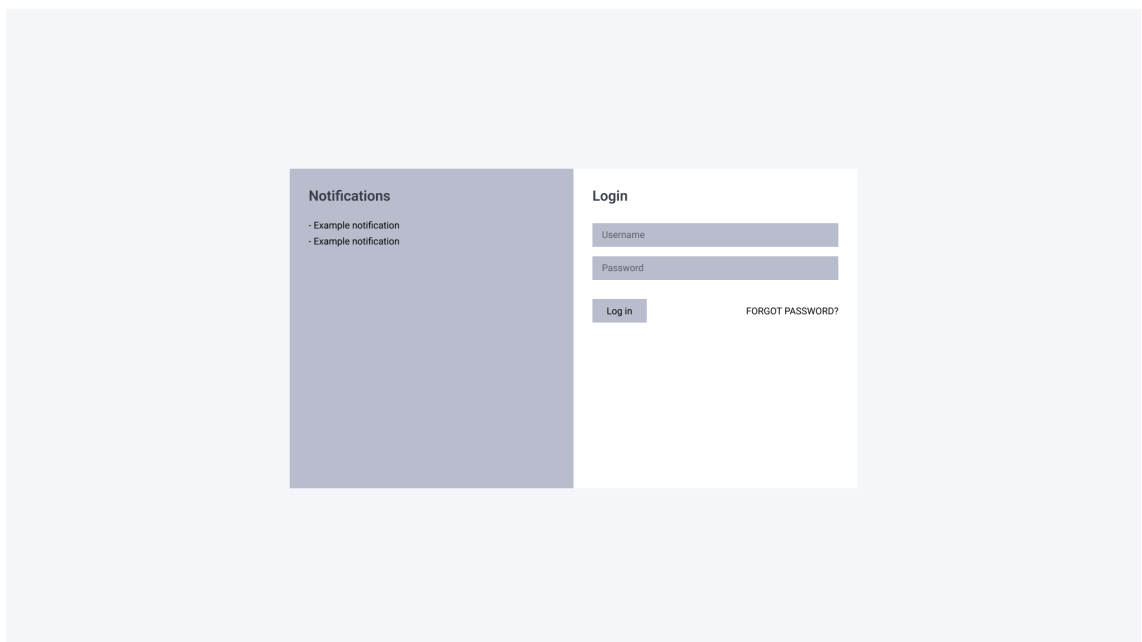 Notifications
- Example notification
- Example notification
Login
Username
Password
Log in
FORGOT PASSWORD?